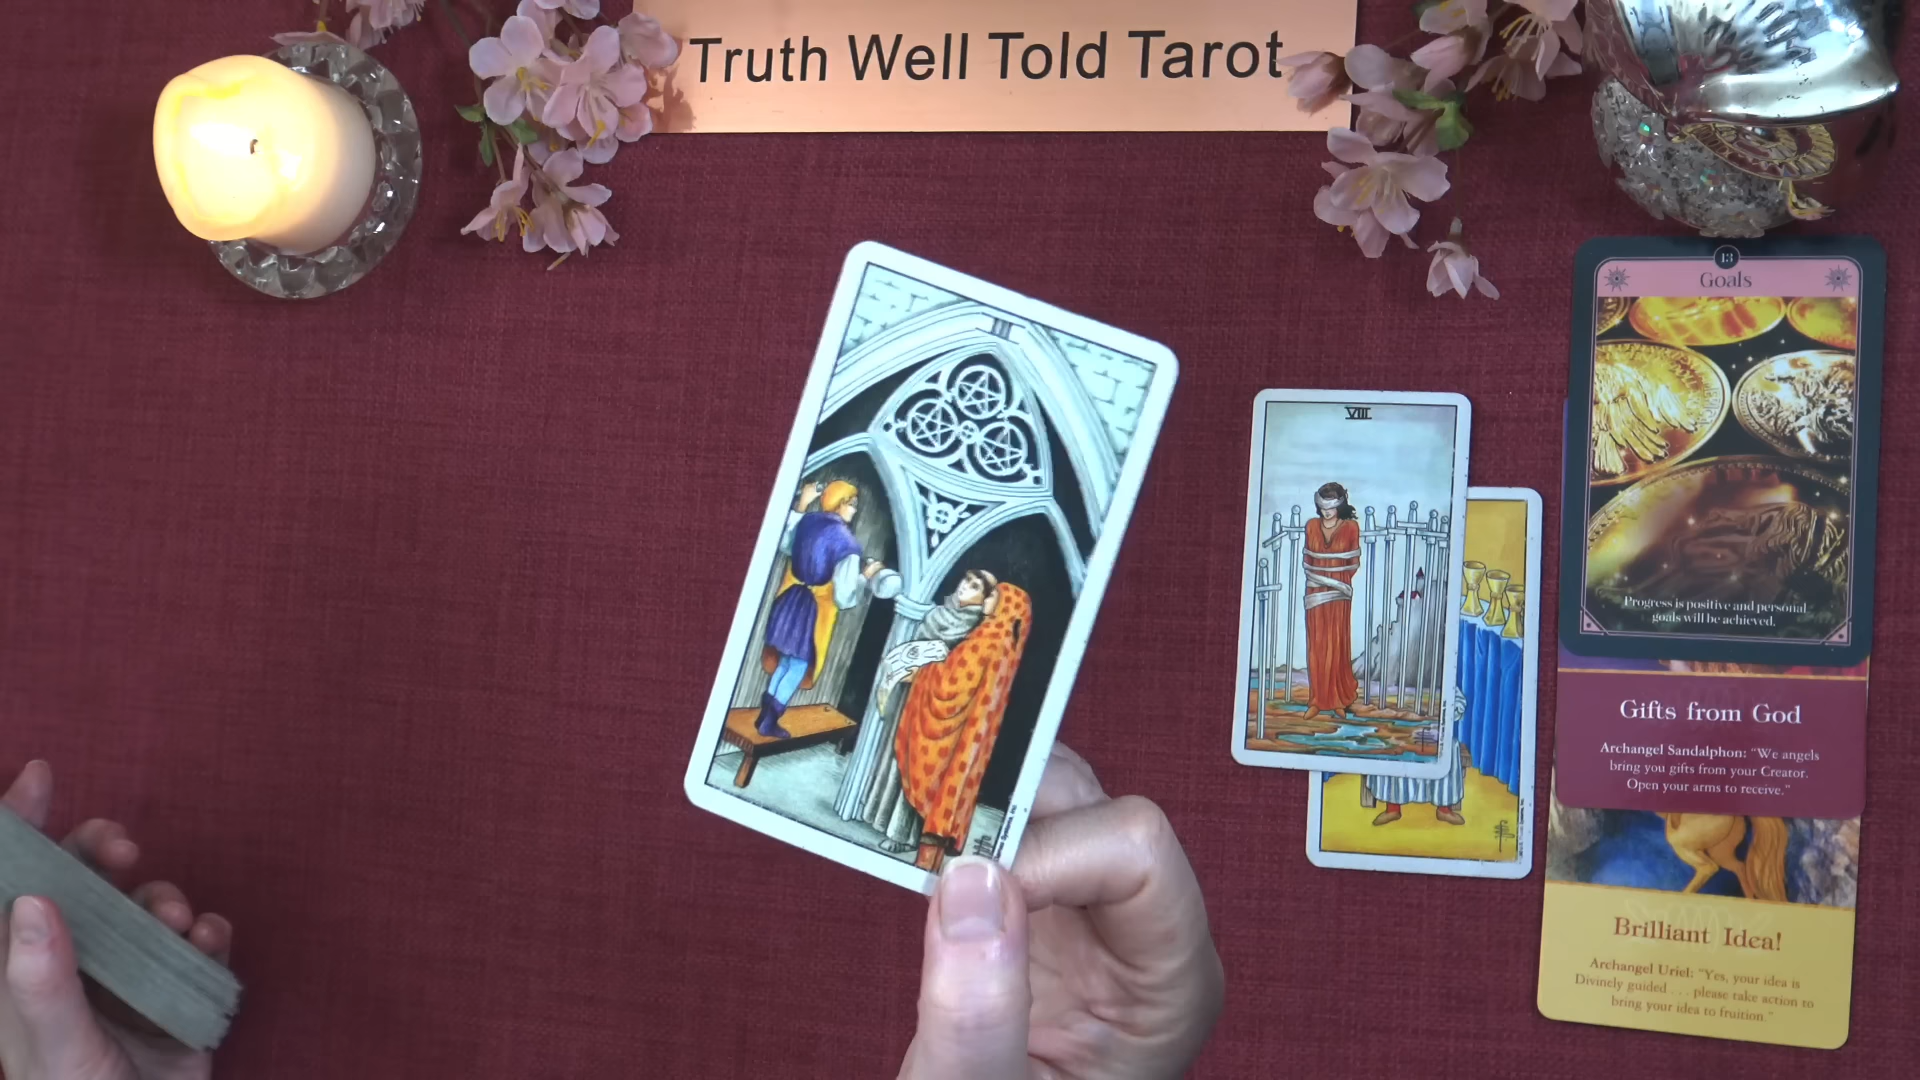 Truth Well Told Tarot
VIII
13
Goals
Progress is positive and personal
goals will be achieved.
Gifts from God
Archangel Sandalphon: "We angels
bring you gifts from your Creator.
Open your arms to receive."
Brilliant Idea!
Archangel Uriel: "Yes, your idea is
Divinely guided . . . please take action to
bring your idea to fruition."